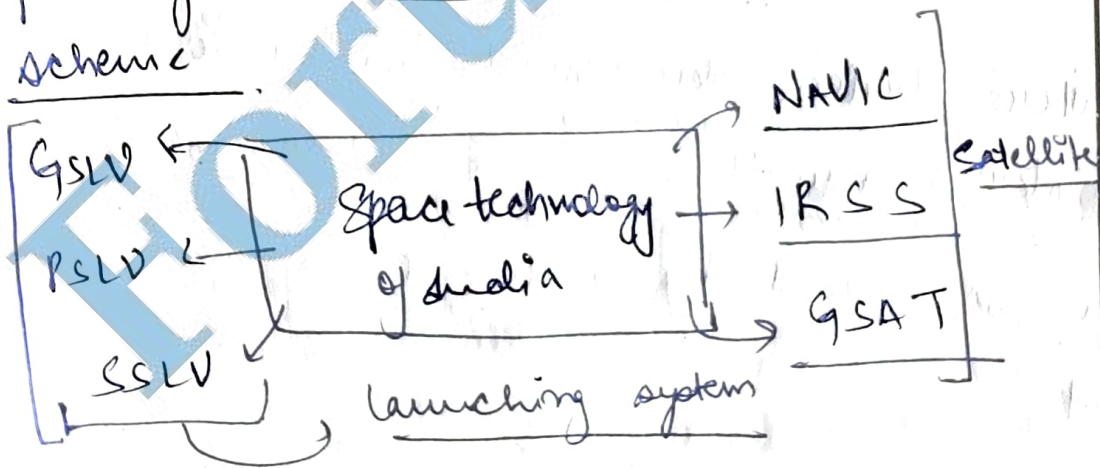 scheme
GSLV
PSLV
SSLV
Space technology
of India
NAVIC
IRSS
GSAT
Satellite
launching system